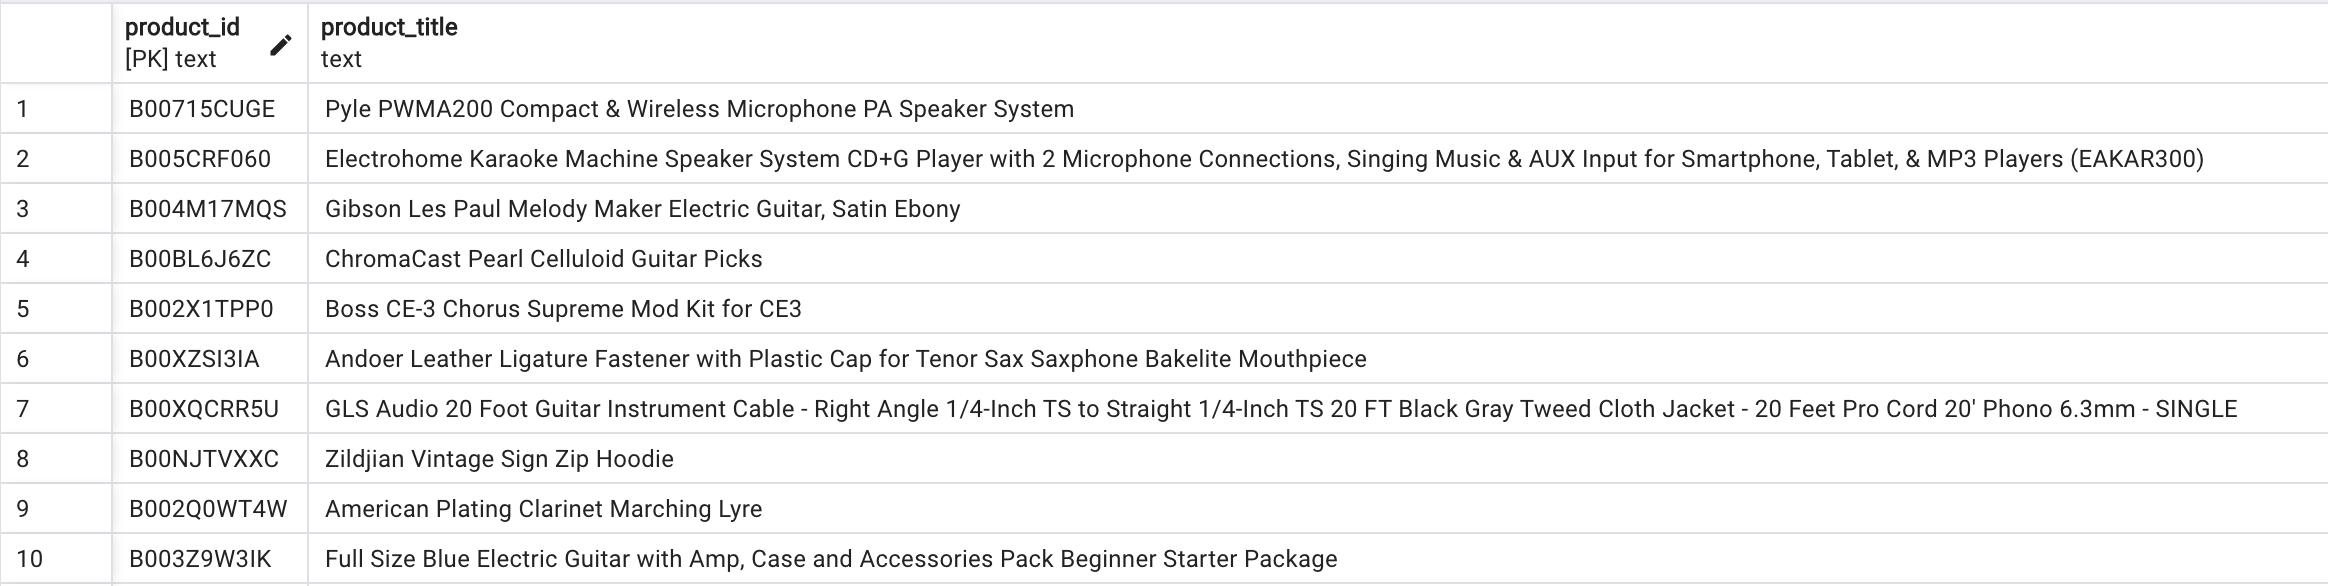 product_id product_title
[PK] text text
1 B00715CUGE Pyle PWMA200 Compact & Wireless Microphone PA Speaker System
2 B005CRF060 Electrohome Karaoke Machine Speaker System CD+G Player with 2 Microphone Connections, Singing Music & AUX Input for Smartphone, Tablet, & MP3 Players (EAKAR300)
3 B004M17MQS Gibson Les Paul Melody Maker Electric Guitar, Satin Ebony
4 B00BL6J6ZC ChromaCast Pearl Celluloid Guitar Picks
5 B002X1TPP0 Boss CE-3 Chorus Supreme Mod Kit for CE3
6 B00XZSI3IA Andoer Leather Ligature Fastener with Plastic Cap for Tenor Sax Saxphone Bakelite Mouthpiece
7 B00XQCRR5U GLS Audio 20 Foot Guitar Instrument Cable - Right Angle 1/4-Inch TS to Straight 1/4-Inch TS 20 FT Black Gray Tweed Cloth Jacket - 20 Feet Pro Cord 20' Phono 6.3mm - SINGLE
8 B00NJTVXXC Zildjian Vintage Sign Zip Hoodie
9 B002Q0WT4W American Plating Clarinet Marching Lyre
10 B003Z9W3IK Full Size Blue Electric Guitar with Amp, Case and Accessories Pack Beginner Starter Package